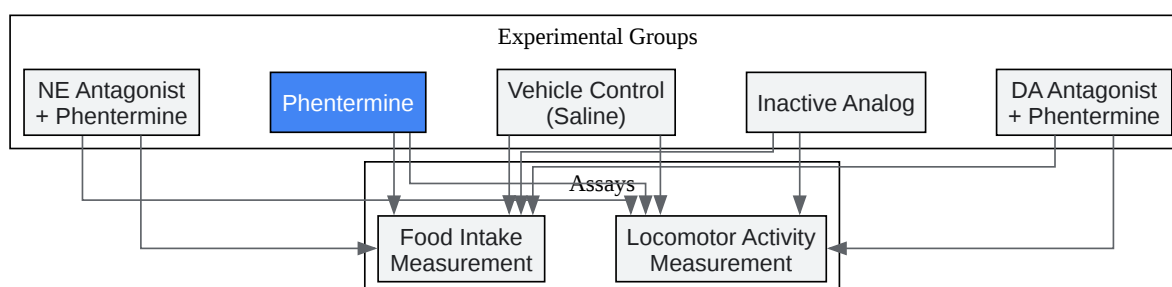 Experimental Groups
NE Antagonist
+ Phentermine
Phentermine
Vehicle Control
(Saline)
Inactive Analog
DA Antagonist
+ Phentermine
Assays
Food Intake
Measurement
Locomotor Activity
Measurement